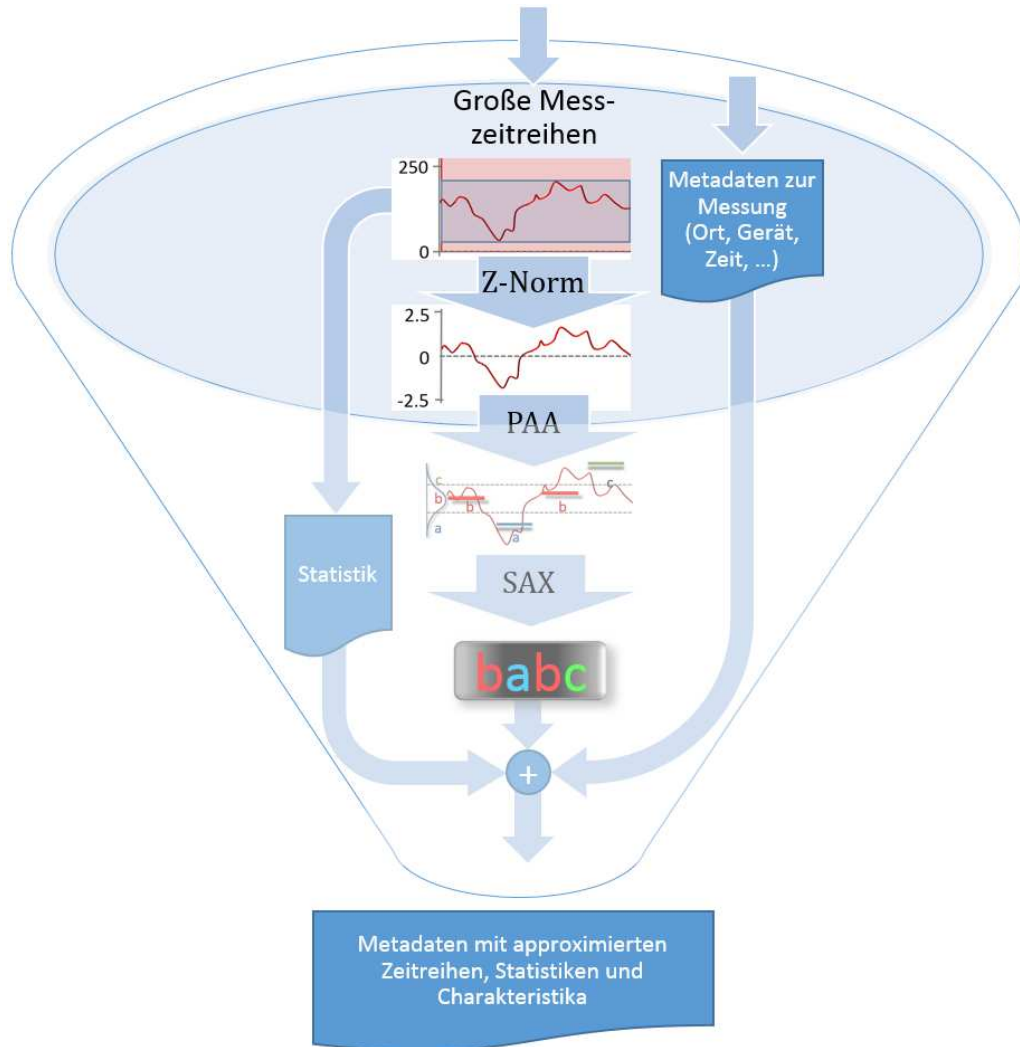 Große Mess-
zeitreihen
250
0
Metadaten zur
Messung
(Ort, Gerät,
Zeit, ...)
Z-Norm
2.5
0
-2.5
PAA
c
b
a
b
a
b
c
Statistik
SAX
babc
+
Metadaten mit approximierten
Zeitreihen, Statistiken und
Charakteristika